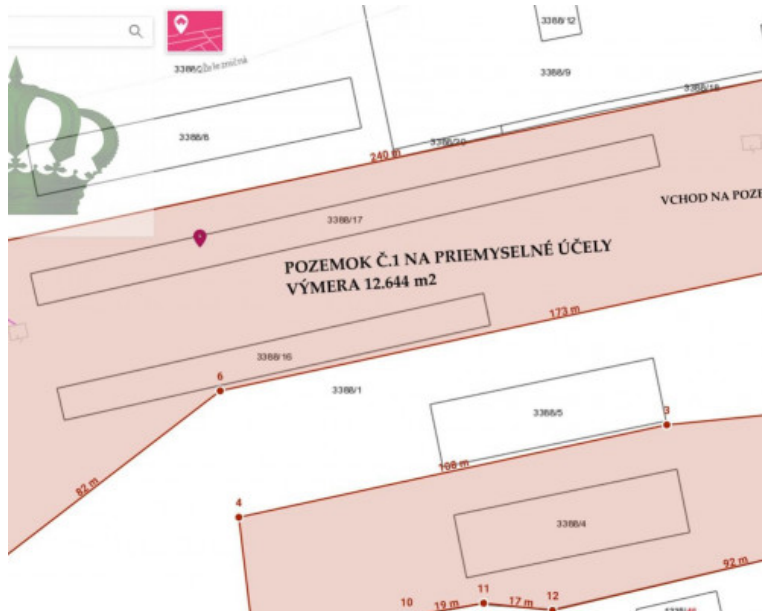 3388/12
3388/9
3388/18
Železničná
3388/8
3388/20
240 m
VCHOD NA POZE
3388/17
POZEMOK Č.1 NA PRIEMYSELNÉ ÚČELY
VÝMERA 12.644 m2
173 m
3388/16
6
3388/1
3388/5
3
108 m
82 m
4
3388/4
92 m
10
19 m
11
17 m
12